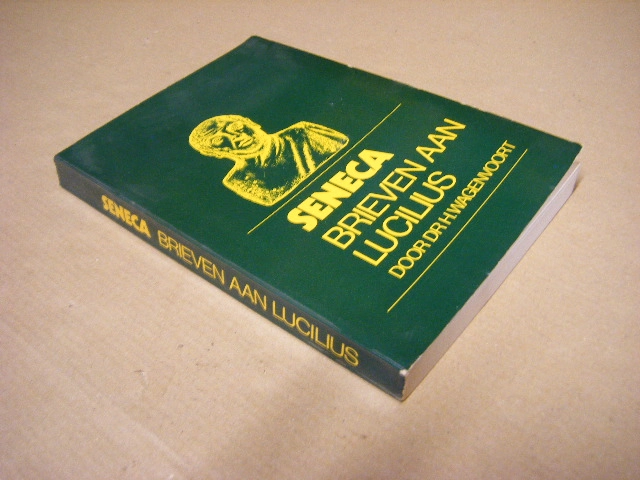 SENECA
BRIEVEN AAN
LUCILIUS
DOOR DR H. WAGENVOORT
SENECA BRIEVEN AAN LUCILIUS